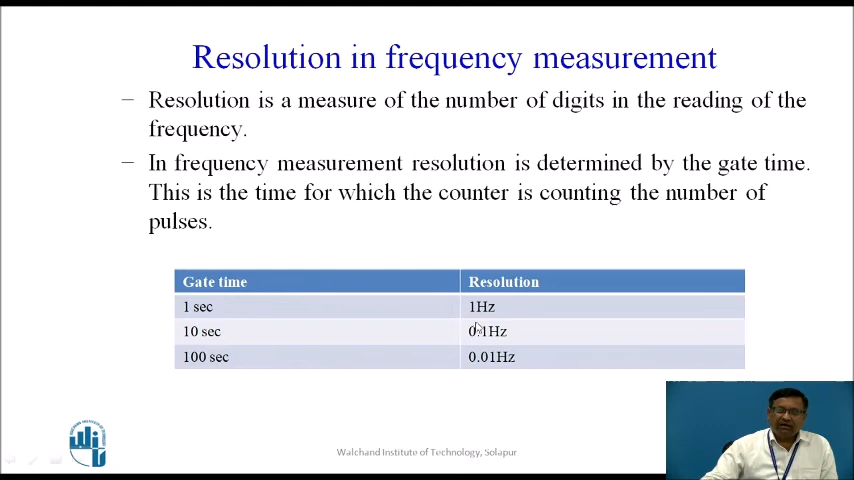 Resolution in frequency measurement
– Resolution is a measure of the number of digits in the reading of the
frequency.
– In frequency measurement resolution is determined by the gate time.
This is the time for which the counter is counting the number of
pulses.
Gate time Resolution
1 sec 1Hz
10 sec 0.1Hz
100 sec 0.01Hz
Walchand Institute of Technology, Solapur